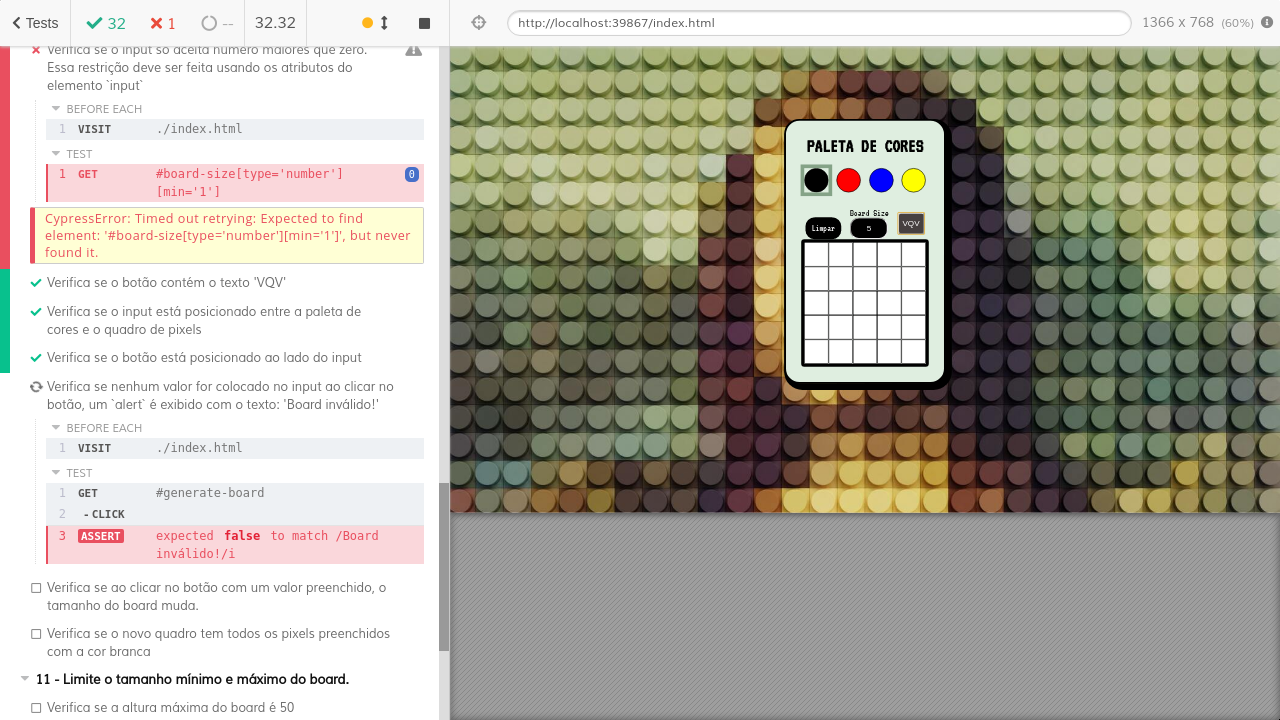 Tests
32
1
--
32.32
http://localhost:39867/index.html
1366 x 768 (60%)
Verifica se o input só aceita número maiores que zero.
Essa restrição deve ser feita usando os atributos do
elemento `input`
BEFORE EACH
1 VISIT ./index.html
TEST
1 GET #board-size[type='number'] 0
[min='1']
CypressError: Timed out retrying: Expected to find
element: '#board-size[type='number'][min='1']', but never
found it.
Verifica se o botão contém o texto 'VQV'
Verifica se o input está posicionado entre a paleta de
cores e o quadro de pixels
Verifica se o botão está posicionado ao lado do input
Verifica se nenhum valor for colocado no input ao clicar no
botão, um `alert` é exibido com o texto: 'Board inválido!'
BEFORE EACH
1 VISIT ./index.html
TEST
1 GET #generate-board
2 -CLICK
3 ASSERT expected false to match /Board
inválido!/i
Verifica se ao clicar no botão com um valor preenchido, o
tamanho do board muda.
Verifica se o novo quadro tem todos os pixels preenchidos
com a cor branca
11 - Limite o tamanho mínimo e máximo do board.
Verifica se a altura máxima do board é 50
PALETA DE CORES
Board Size
Limpar
5
VQV